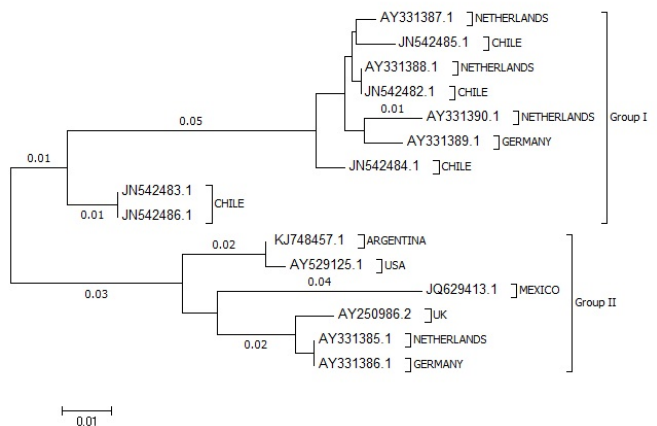 AY331387.1 NETHERLANDS
JN542485.1 CHILE
AY331388.1 NETHERLANDS
JN542482.1 CHILE
0.01
AY331390.1 NETHERLANDS
Group I
0.05
AY331389.1 GERMANY
0.01
JN542484.1 CHILE
JN542483.1
CHILE
0.01
JN542486.1
KJ748457.1 ARGENTINA
0.02
AY529125.1 USA
0.04
0.03
JQ629413.1 MEXICO
Group II
AY250986.2 UK
AY331385.1 NETHERLANDS
0.02
AY331386.1 GERMANY
0.01